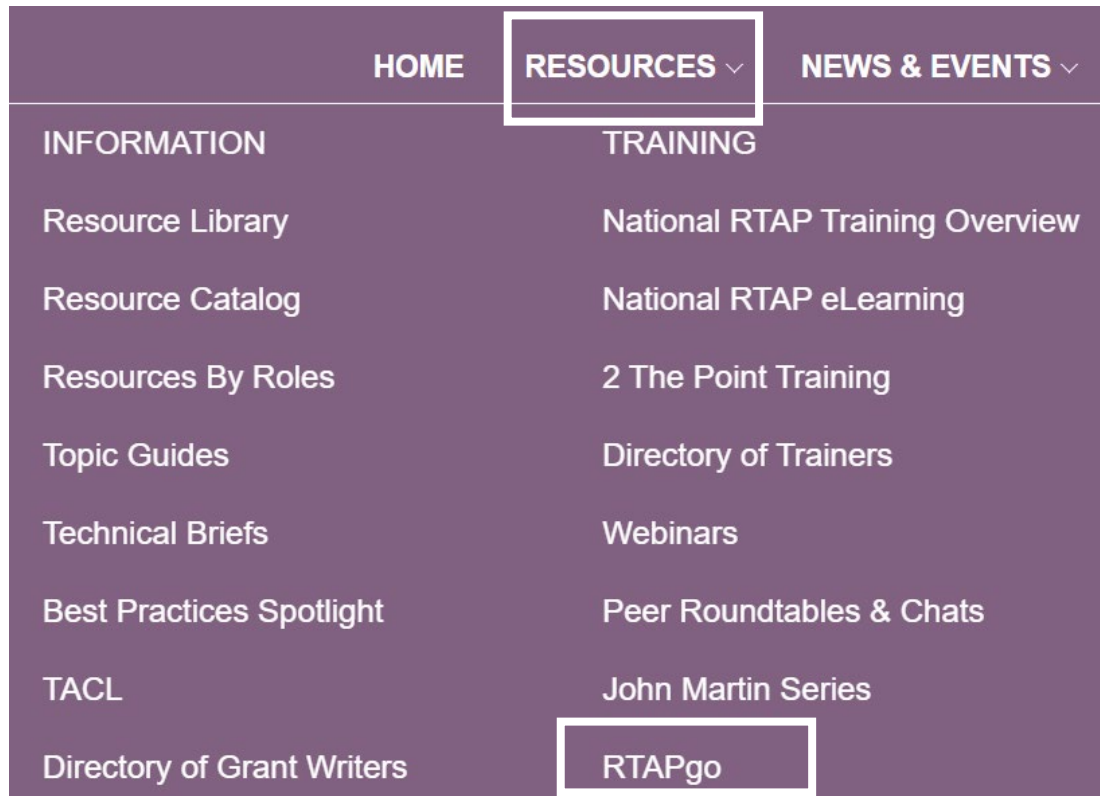 HOME RESOURCES NEWS & EVENTS
INFORMATION
Resource Library
Resource Catalog
Resources By Roles
Topic Guides
Technical Briefs
Best Practices Spotlight
TACL
Directory of Grant Writers
TRAINING
National RTAP Training Overview
National RTAP eLearning
2 The Point Training
Directory of Trainers
Webinars
Peer Roundtables & Chats
John Martin Series
RTAPgo